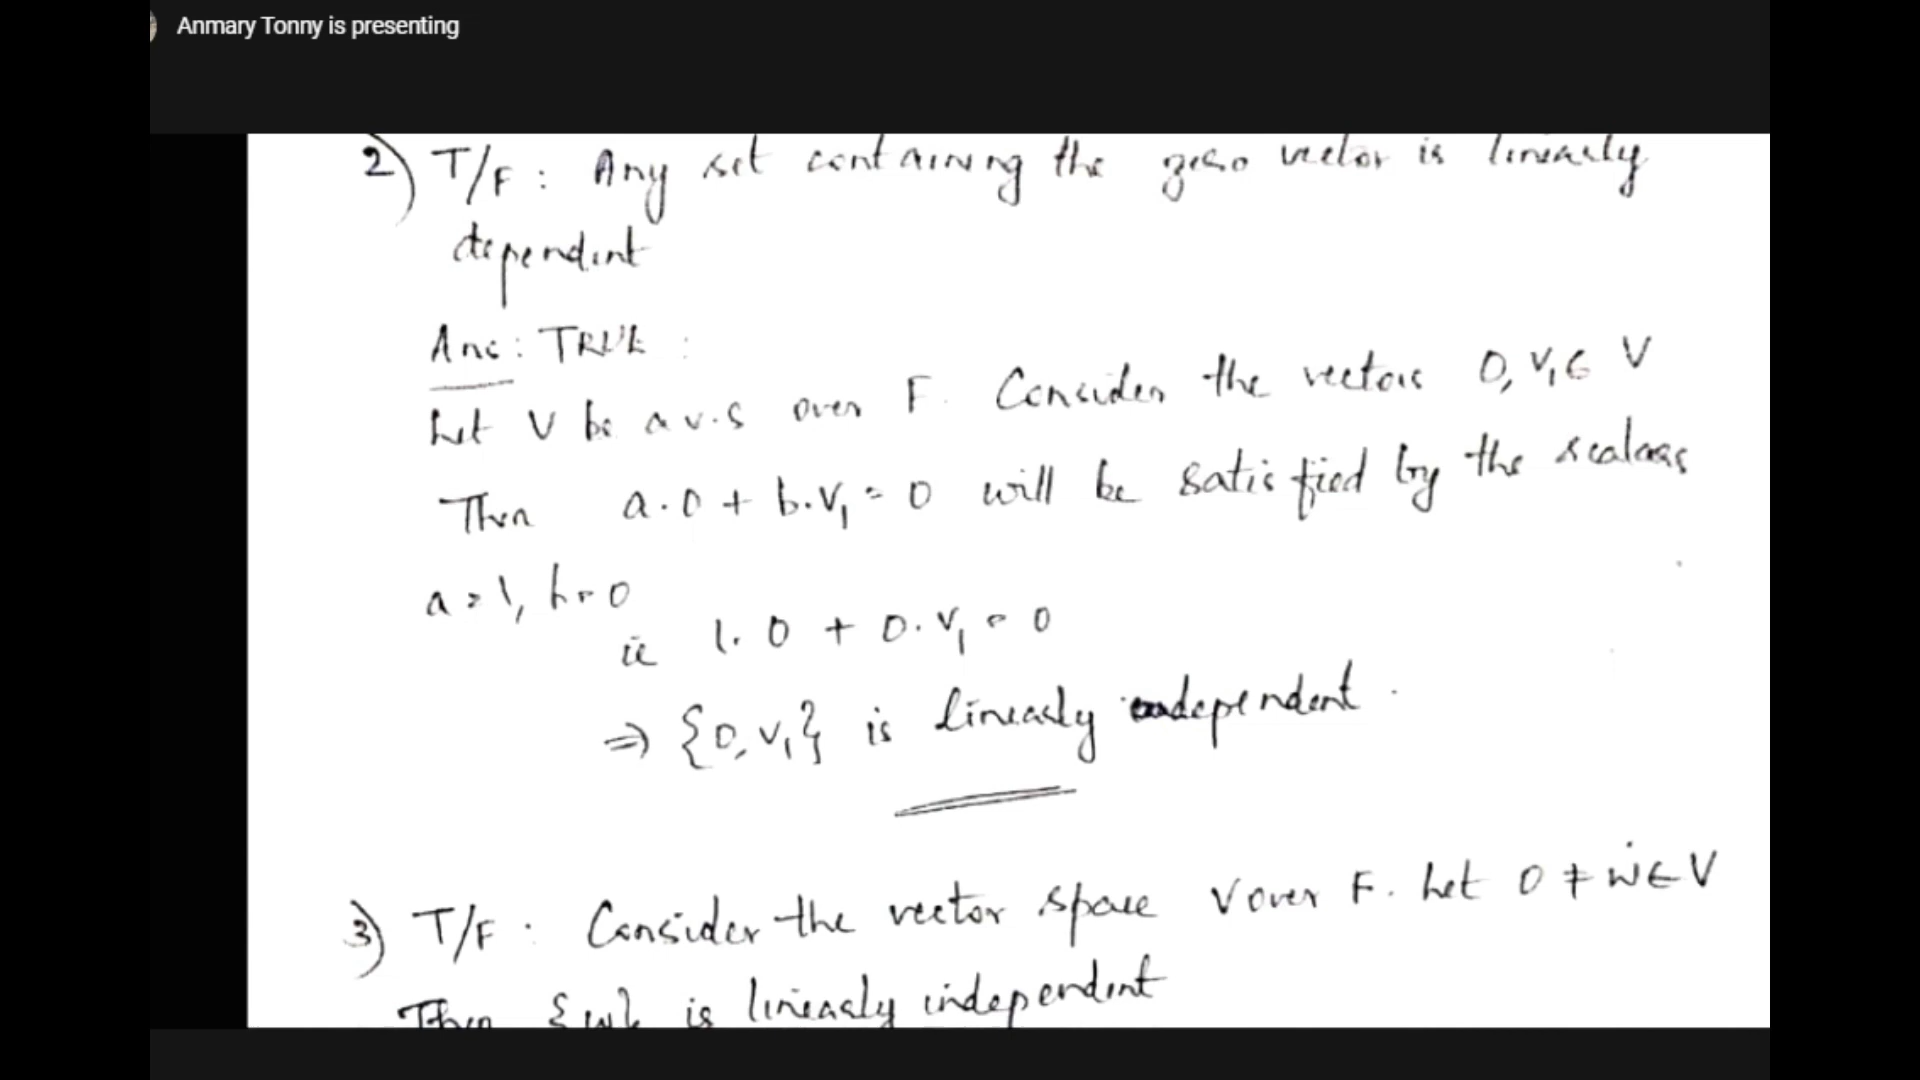 Anmary Tonny is presenting
2) T/F : Any set containing the zero vector is linearly
dependent
Ans : TRUE :
Let V be a v.s over F. Consider the vectors 0, v₁ ∈ V
Then a.0 + b.v₁ = 0 will be satisfied by the scalars
a = 1, b = 0
ie 1.0 + 0.v₁ = 0
⇒ {0, v₁} is linearly dependent.
3) T/F : Consider the vector space V over F. Let 0 ≠ w ∈ V
Then {w} is linearly independent